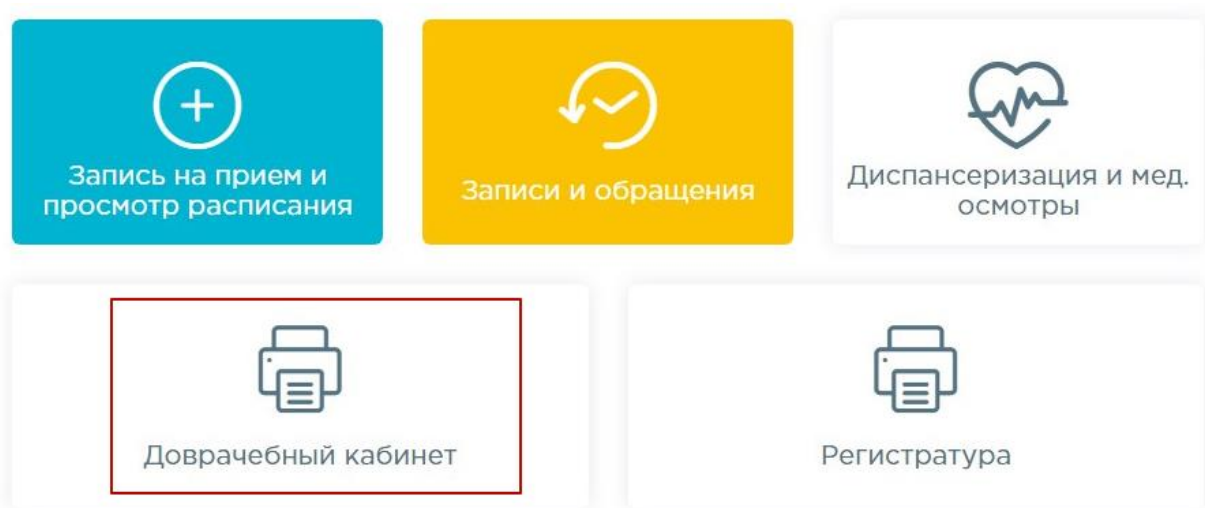 Запись на прием и
просмотр расписания
Записи и обращения
Диспансеризация и мед.
осмотры
Доврачебный кабинет
Регистратура